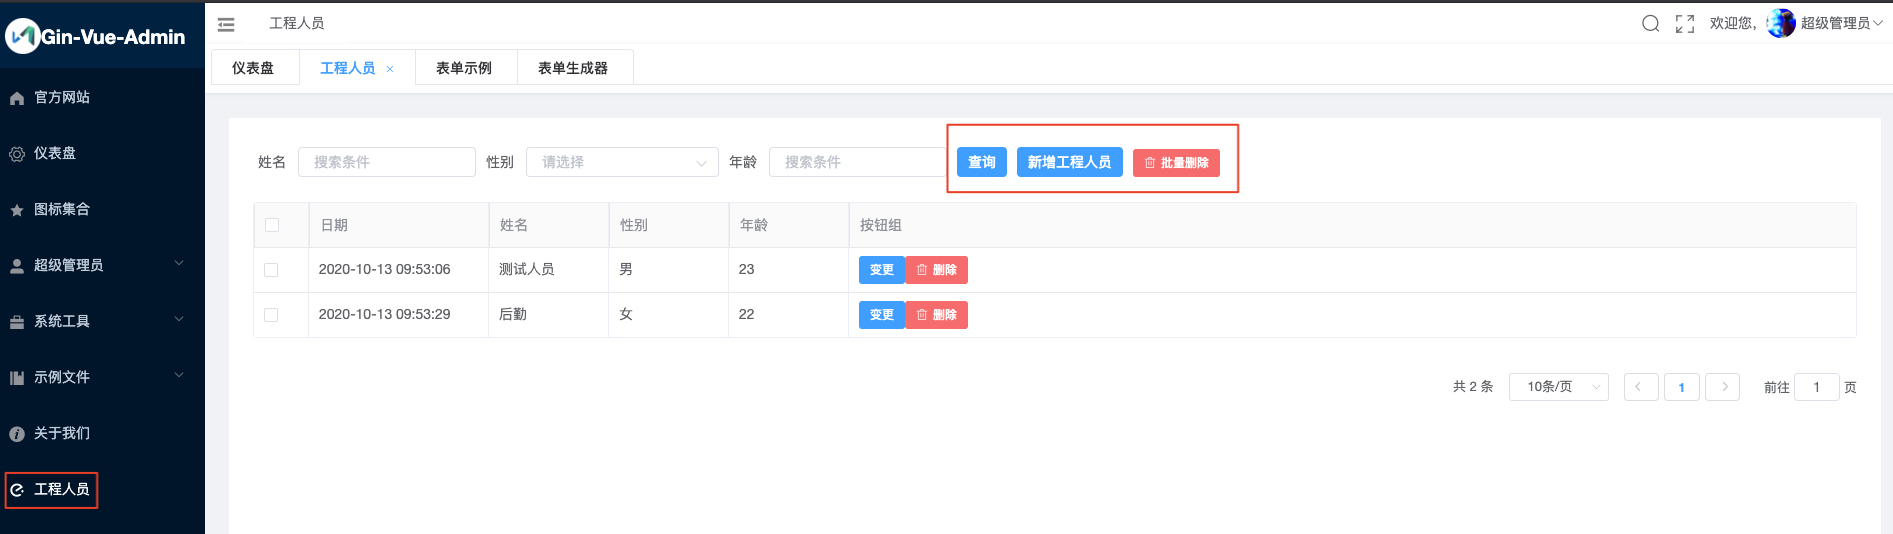 Gin-Vue-Admin
官方网站
仪表盘
图标集合
超级管理员
系统工具
示例文件
关于我们
工程人员
工程人员
欢迎您,
超级管理员
仪表盘
工程人员 ×
表单示例
表单生成器
姓名 搜索条件 性别 请选择 年龄 搜索条件 查询 新增工程人员 批量删除
日期 姓名 性别 年龄 按钮组
2020-10-13 09:53:06 测试人员 男 23 变更 删除
2020-10-13 09:53:29 后勤 女 22 变更 删除
共 2 条 10条/页 1 前往 1 页